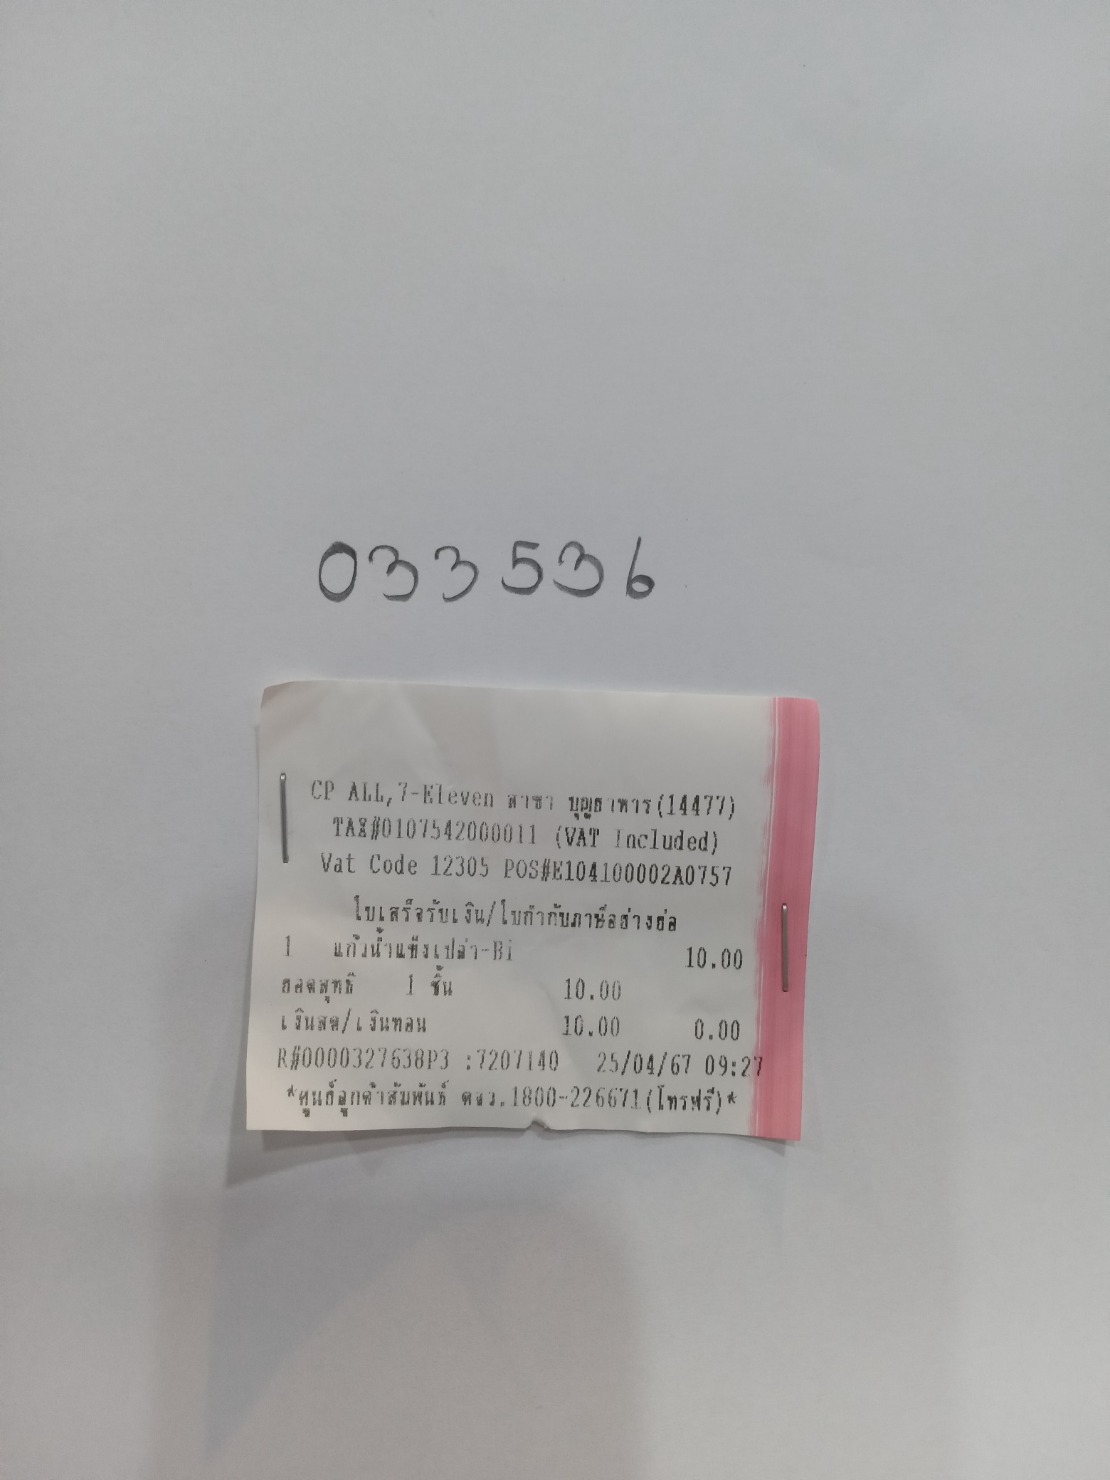 033536
CP ALL,7-Eleven สาขา บุญธาหาร(14477)
TAX#0107542000011 (VAT Included)
Vat Code 12305 POS#E104100002A0757
ใบเสร็จรับเงิน/ใบกำกับภาษีอย่างย่อ
1 แก้วน้ำแข็งเปล่า-Bi 10.00
ยอดสุทธิ 1 ชิ้น 10.00
เงินสด/เงินทอน 10.00 0.00
R#0000327638P3 :7207140 25/04/67 09:27
*ศูนย์ลูกค้าสัมพันธ์ ตจว.1800-226671(โทรฟรี)*